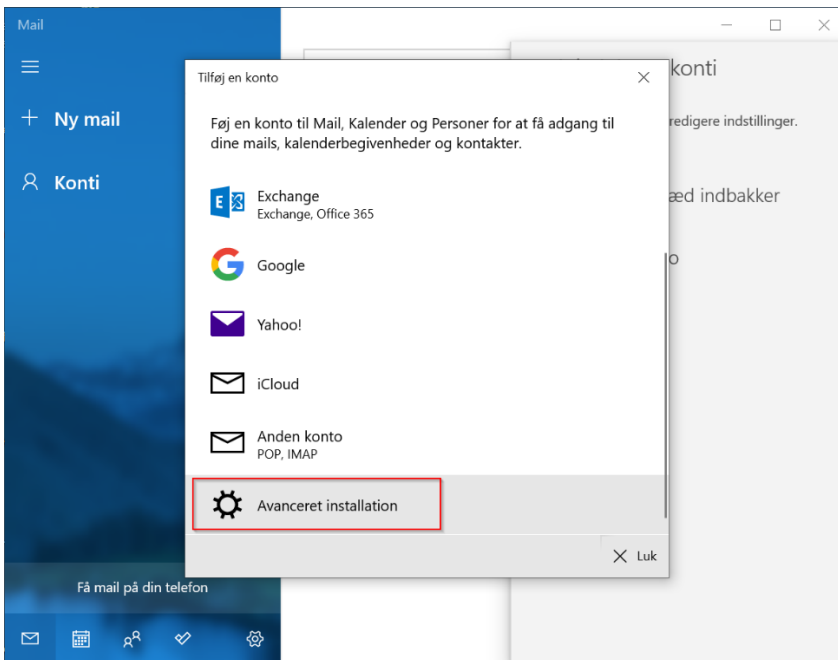 Mail
Ny mail
Konti
Få mail på din telefon
Tilføj en konto
Føj en konto til Mail, Kalender og Personer for at få adgang til
dine mails, kalenderbegivenheder og kontakter.
Exchange
Exchange, Office 365
Google
Yahoo!
iCloud
Anden konto
POP, IMAP
Avanceret installation
Luk
konti
redigere indstillinger.
æd indbakker
o